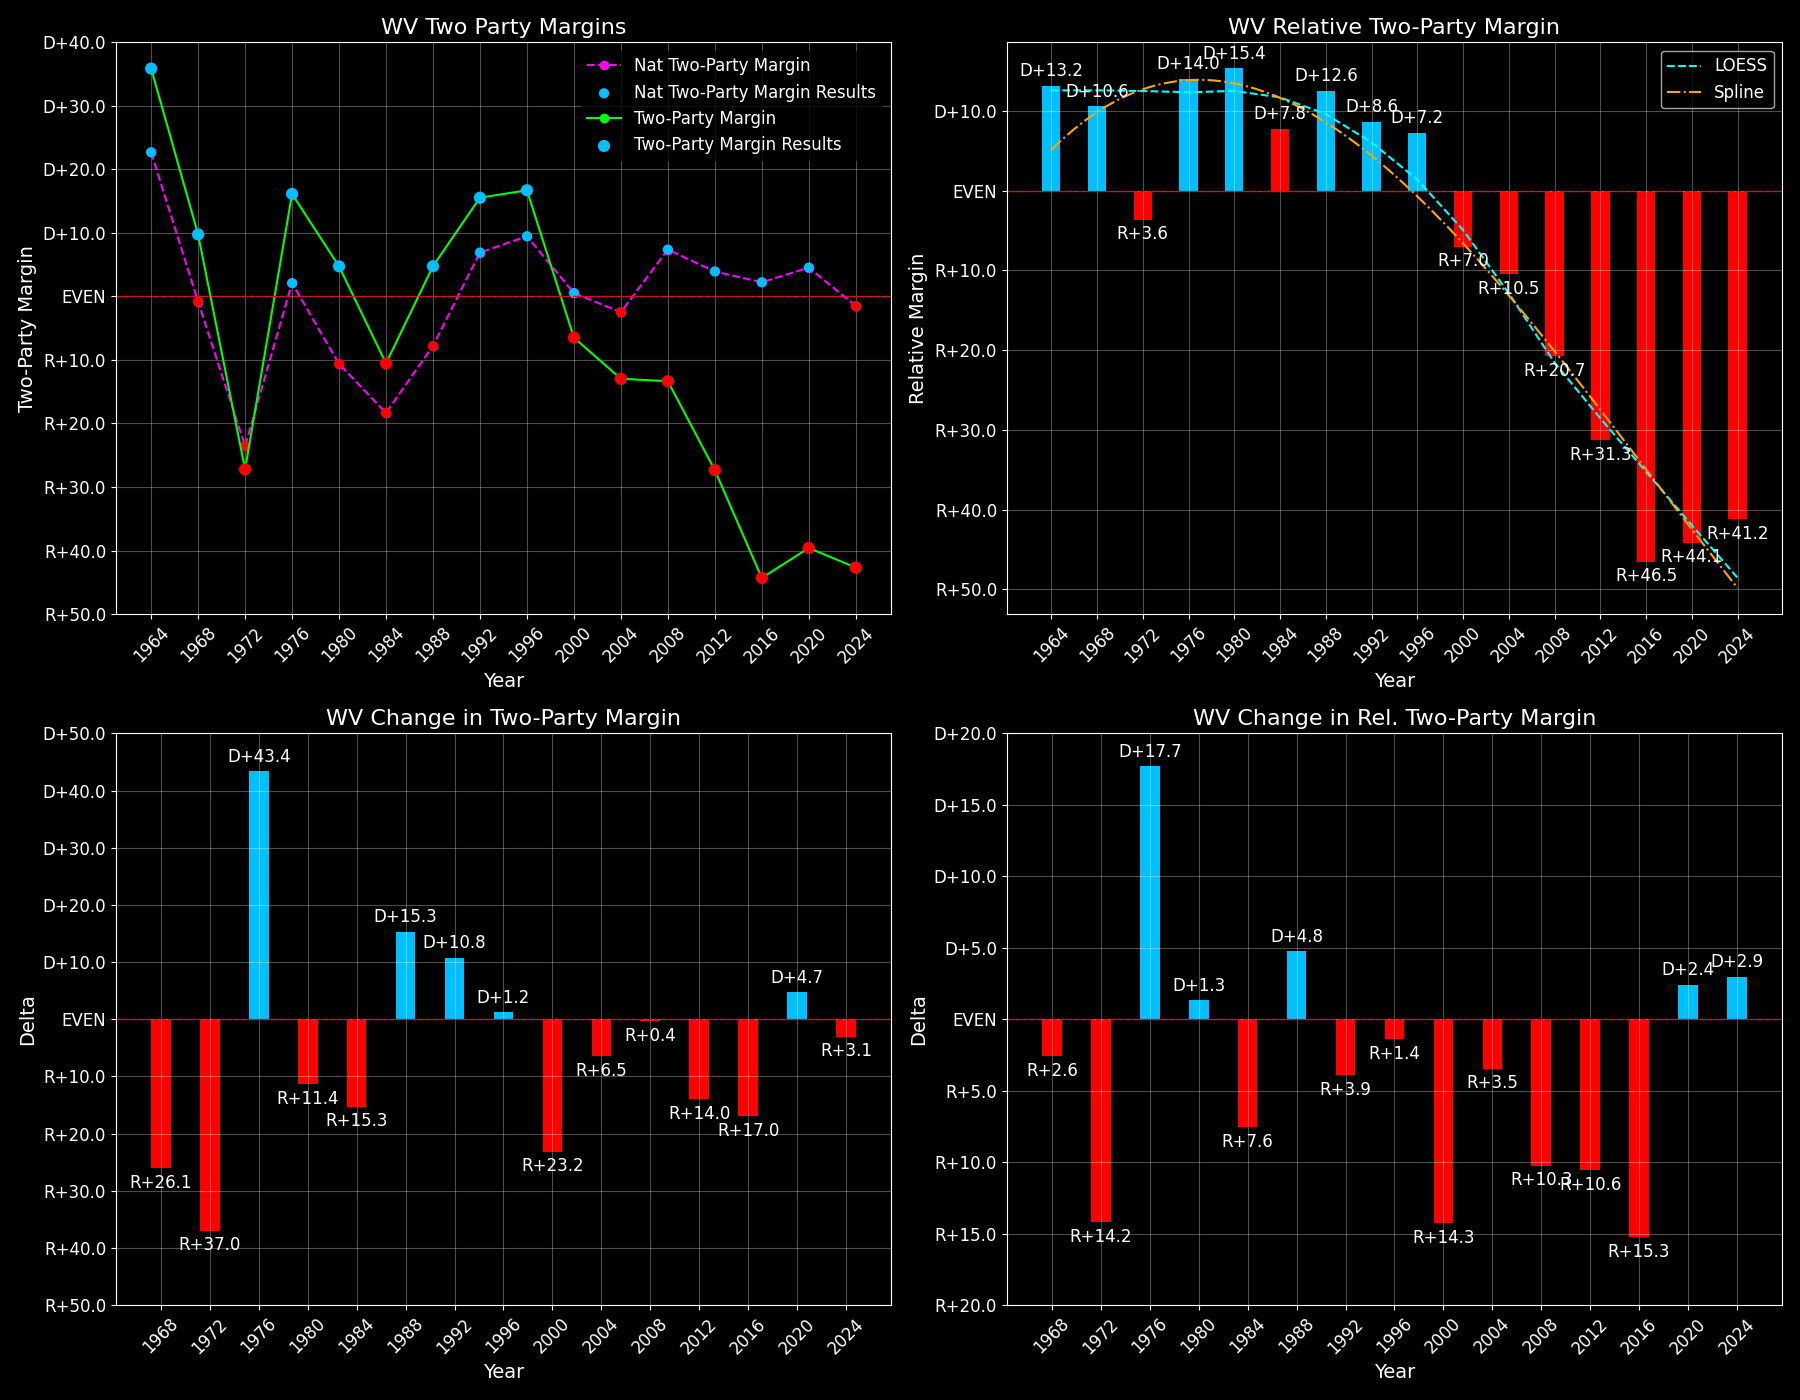 WV Two Party Margins
D+40.0
D+30.0
D+20.0
D+10.0
EVEN
R+10.0
R+20.0
R+30.0
R+40.0
R+50.0
Two-Party Margin
Nat Two-Party Margin
Nat Two-Party Margin Results
Two-Party Margin
Two-Party Margin Results
1964 1968 1972 1976 1980 1984 1988 1992 1996 2000 2004 2008 2012 2016 2020 2024
Year
WV Relative Two-Party Margin
D+10.0
EVEN
R+10.0
R+20.0
R+30.0
R+40.0
R+50.0
Relative Margin
LOESS
Spline
D+13.2
D+10.6
R+3.6
D+14.0
D+15.4
D+7.8
D+12.6
D+8.6
D+7.2
R+7.0
R+10.5
R+20.7
R+31.3
R+46.5
R+44.1
R+41.2
1964 1968 1972 1976 1980 1984 1988 1992 1996 2000 2004 2008 2012 2016 2020 2024
Year
WV Change in Two-Party Margin
D+50.0
D+40.0
D+30.0
D+20.0
D+10.0
EVEN
R+10.0
R+20.0
R+30.0
R+40.0
R+50.0
Delta
R+26.1
R+37.0
D+43.4
R+11.4
R+15.3
D+15.3
D+10.8
D+1.2
R+23.2
R+6.5
R+0.4
R+14.0
R+17.0
D+4.7
R+3.1
1968 1972 1976 1980 1984 1988 1992 1996 2000 2004 2008 2012 2016 2020 2024
Year
WV Change in Rel. Two-Party Margin
D+20.0
D+15.0
D+10.0
D+5.0
EVEN
R+5.0
R+10.0
R+15.0
R+20.0
Delta
R+2.6
R+14.2
D+17.7
D+1.3
R+7.6
D+4.8
R+3.9
R+1.4
R+14.3
R+3.5
R+10.3
R+10.6
R+15.3
D+2.4
D+2.9
1968 1972 1976 1980 1984 1988 1992 1996 2000 2004 2008 2012 2016 2020 2024
Year